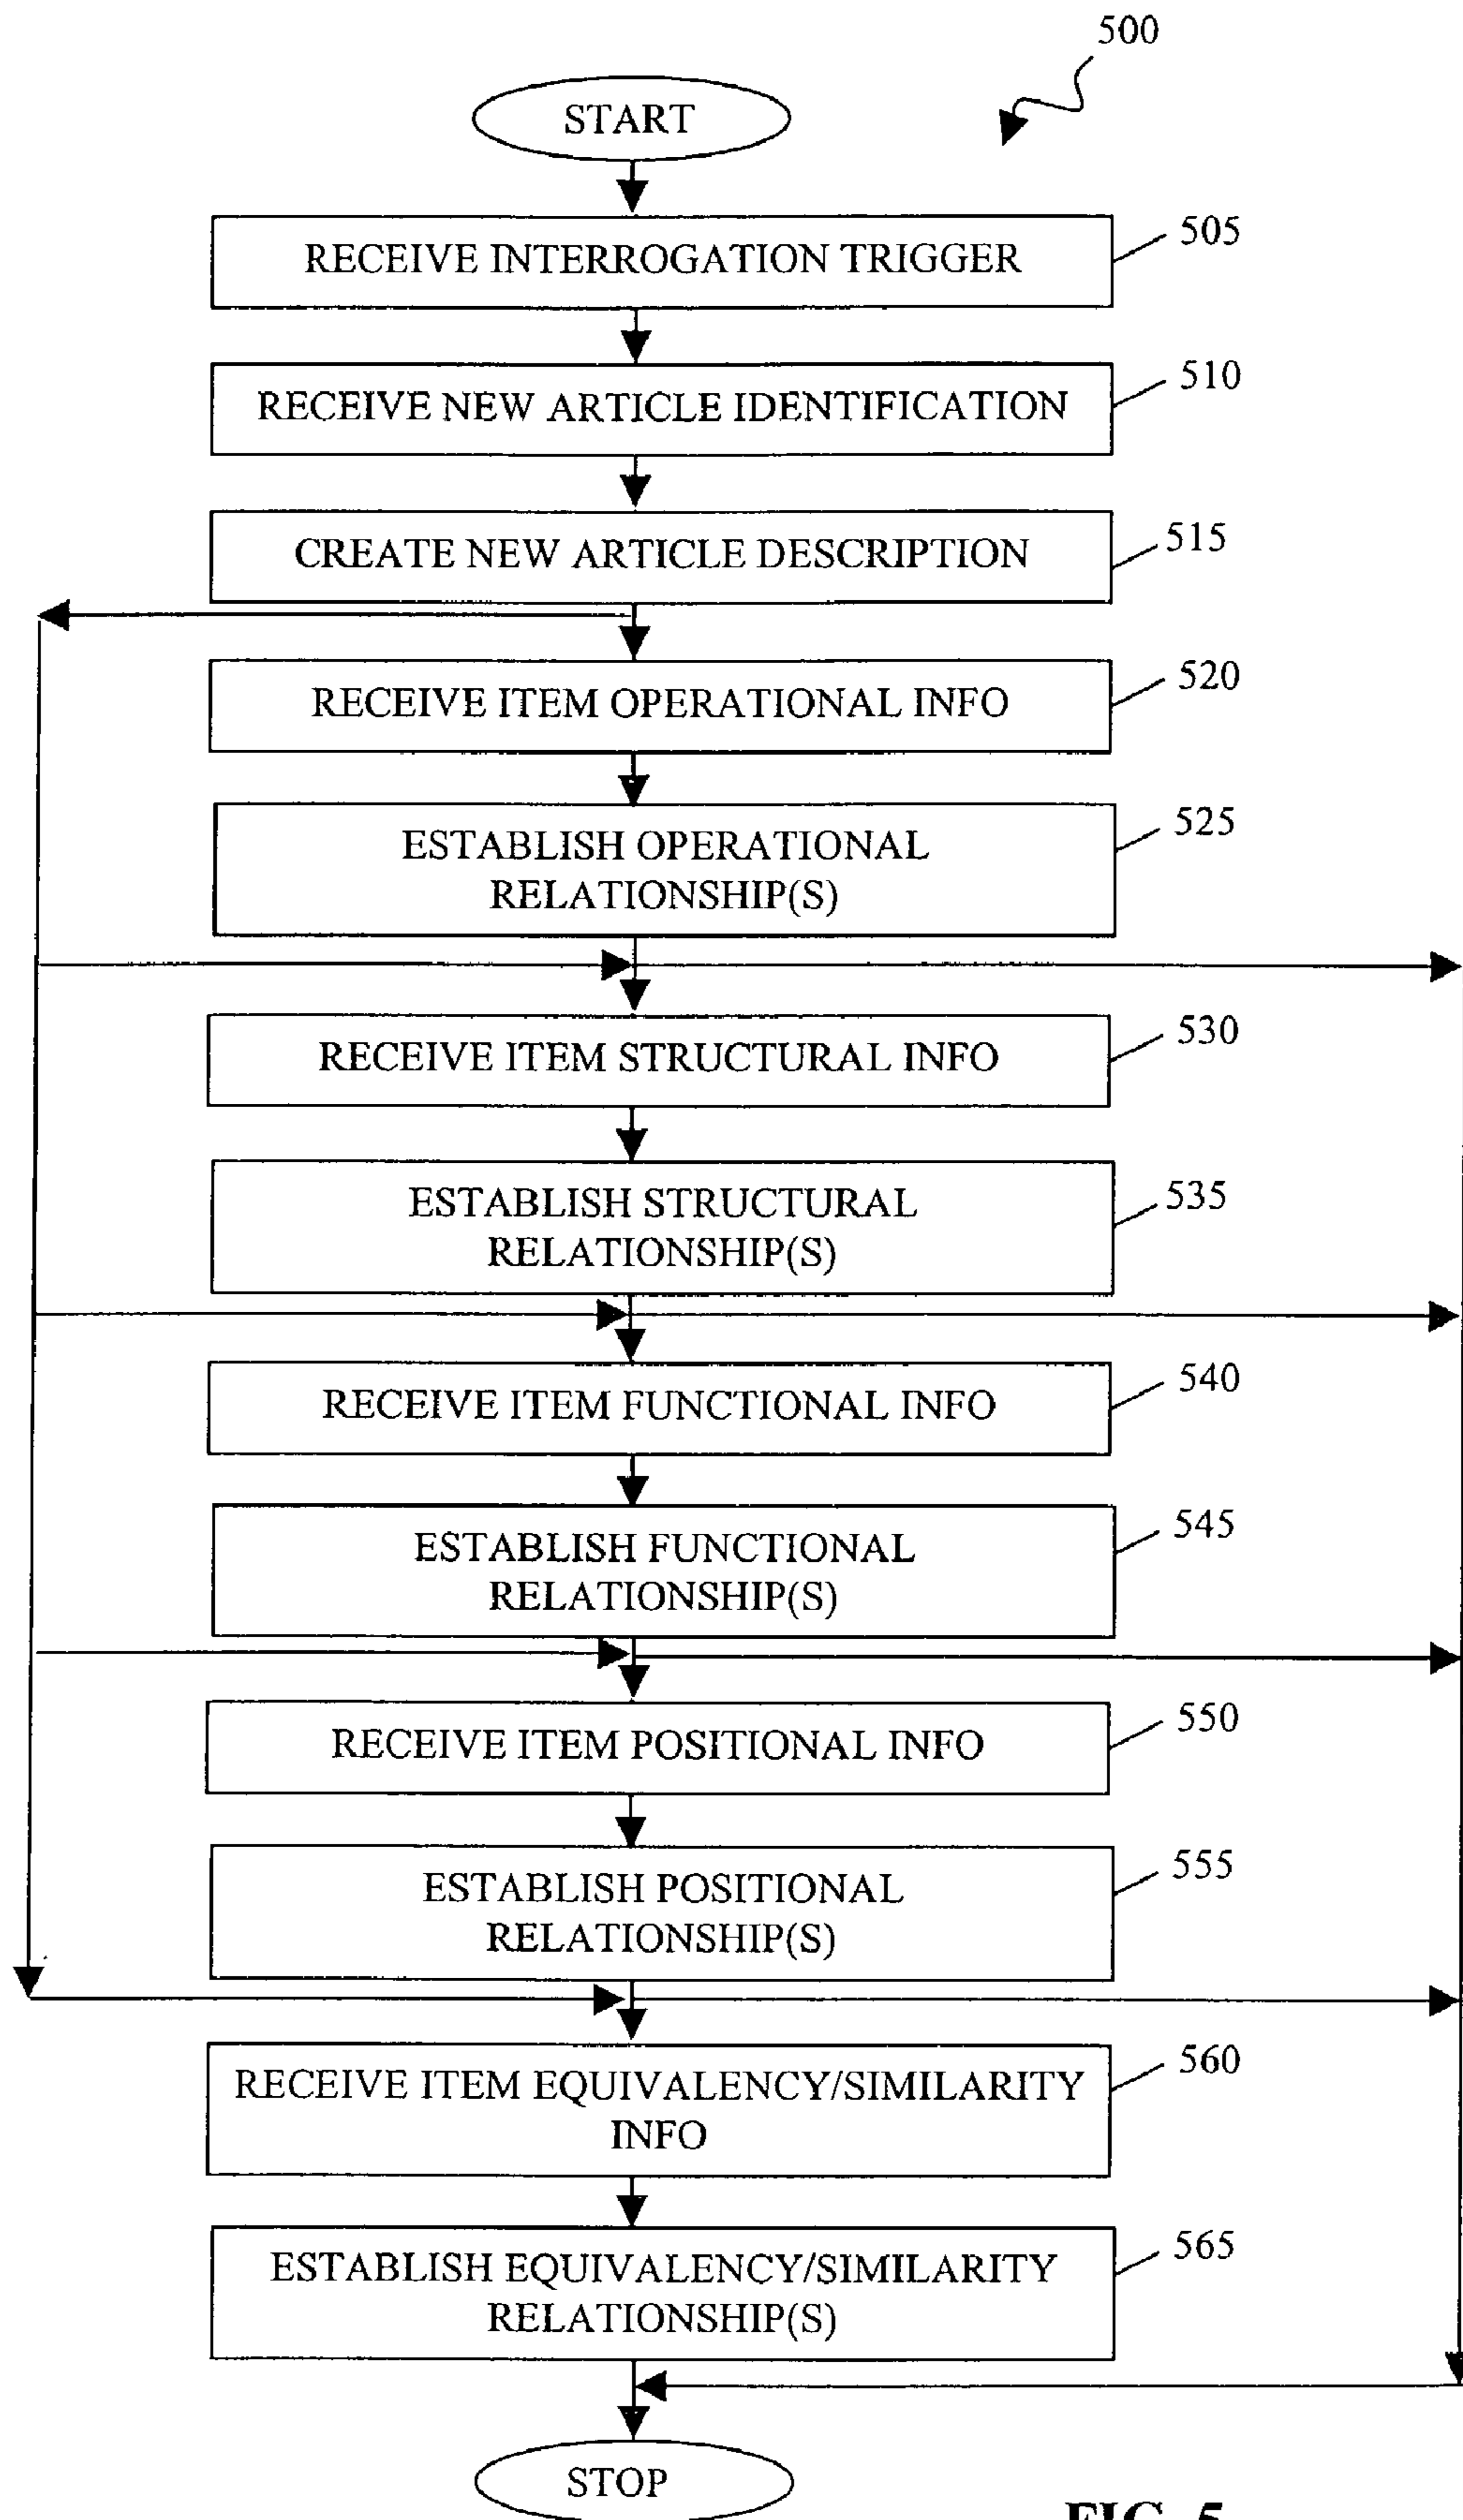 500
START
RECEIVE INTERROGATION TRIGGER
505
RECEIVE NEW ARTICLE IDENTIFICATION
510
CREATE NEW ARTICLE DESCRIPTION
515
RECEIVE ITEM OPERATIONAL INFO
520
ESTABLISH OPERATIONAL
RELATIONSHIP(S)
525
RECEIVE ITEM STRUCTURAL INFO
530
ESTABLISH STRUCTURAL
RELATIONSHIP(S)
535
RECEIVE ITEM FUNCTIONAL INFO
540
ESTABLISH FUNCTIONAL
RELATIONSHIP(S)
545
RECEIVE ITEM POSITIONAL INFO
550
ESTABLISH POSITIONAL
RELATIONSHIP(S)
555
RECEIVE ITEM EQUIVALENCY/SIMILARITY
INFO
560
ESTABLISH EQUIVALENCY/SIMILARITY
RELATIONSHIP(S)
565
STOP
FIG. 5